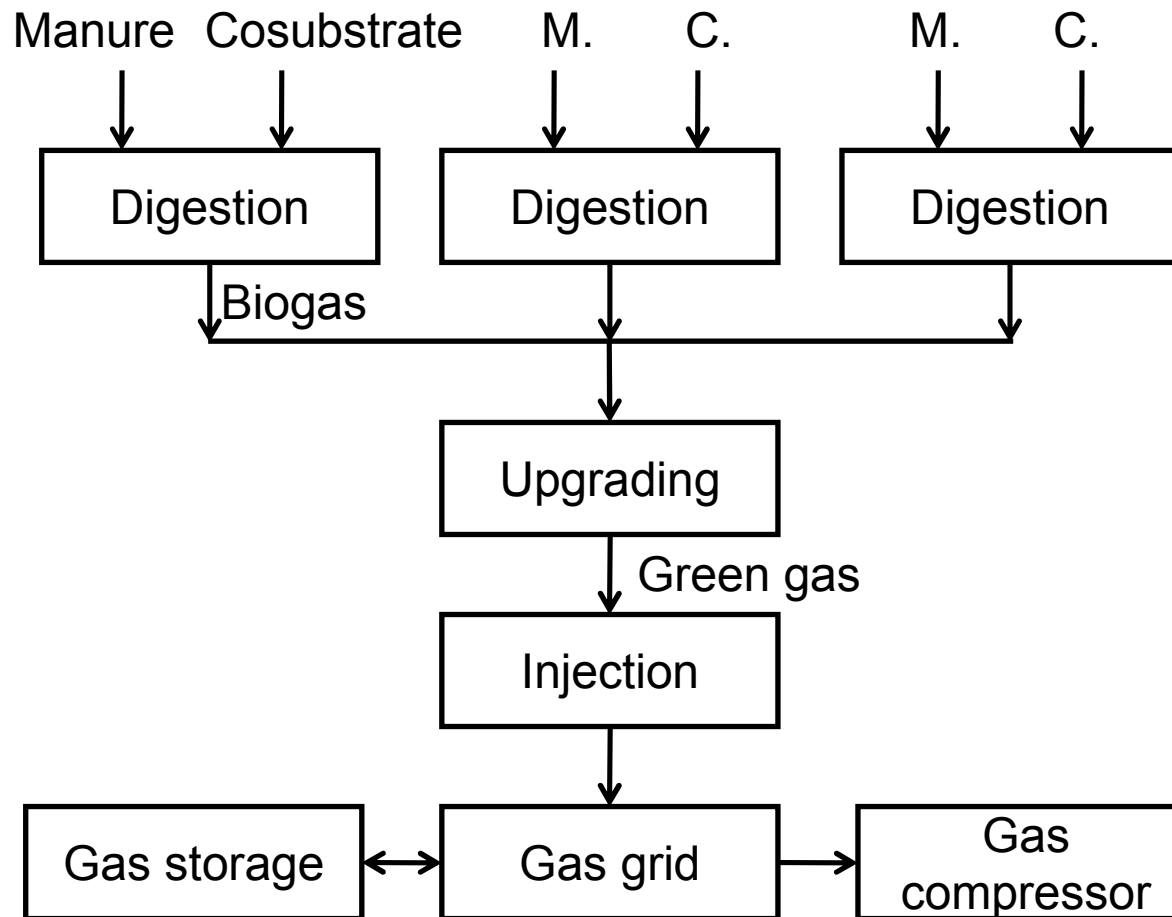 Manure Cosubstrate M. C. M. C.
Digestion Digestion Digestion
Biogas
Upgrading
Green gas
Injection
Gas storage Gas grid Gas
compressor